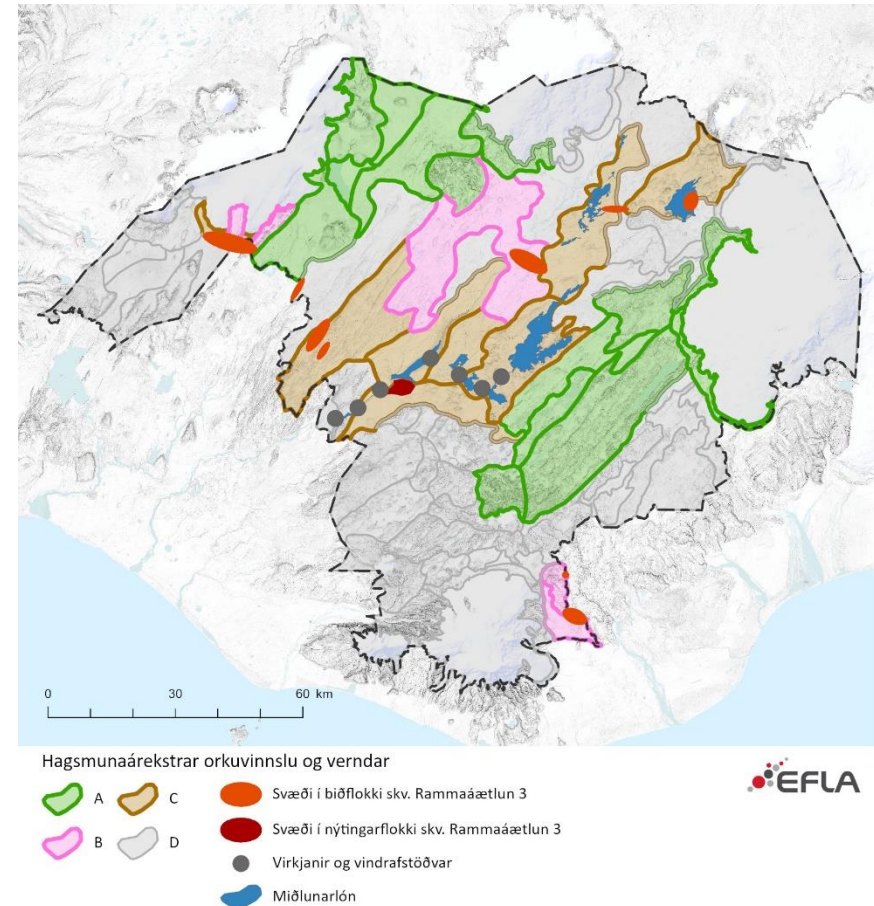 0 30 60 km
Hagsmunaárekstrar orkuvinnslu og verndar
EFLA
A C Svæði í biðflokki skv. Rammaáætlun 3
Svæði í nýtingarflokki skv. Rammaáætlun 3
B D
Virkjanir og vindrafstöðvar
Miðlunarlón